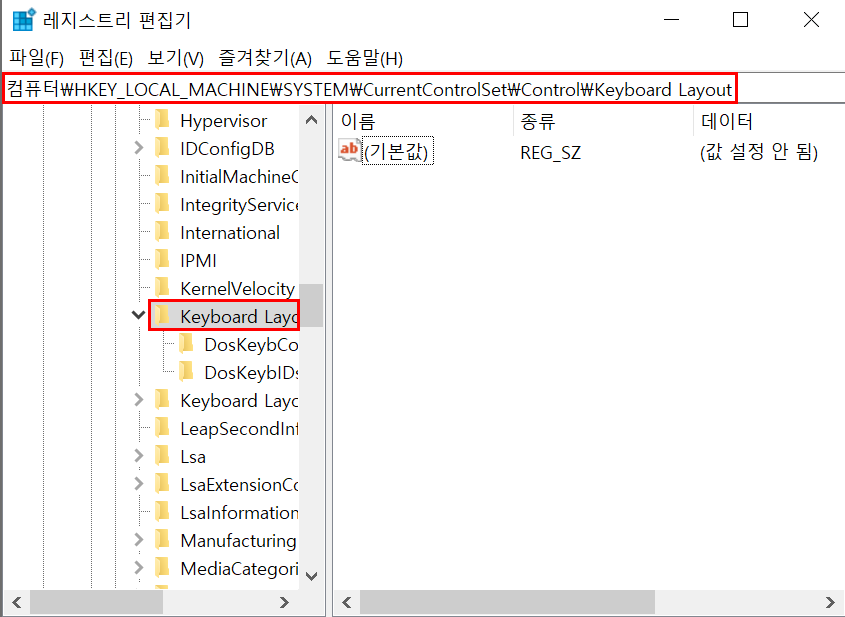 레지스트리 편집기
파일(F) 편집(E) 보기(V) 즐겨찾기(A) 도움말(H)
컴퓨터₩HKEY_LOCAL_MACHINE₩SYSTEM₩CurrentControlSet₩Control₩Keyboard Layout
Hypervisor
IDConfigDB
InitialMachineC
IntegrityService
International
IPMI
KernelVelocity
Keyboard Layo
DosKeybCo
DosKeybIDs
Keyboard Layo
LeapSecondInf
Lsa
LsaExtensionCo
LsaInformation
Manufacturing
MediaCategori
이름 종류 데이터
ab (기본값) REG_SZ (값 설정 안 됨)